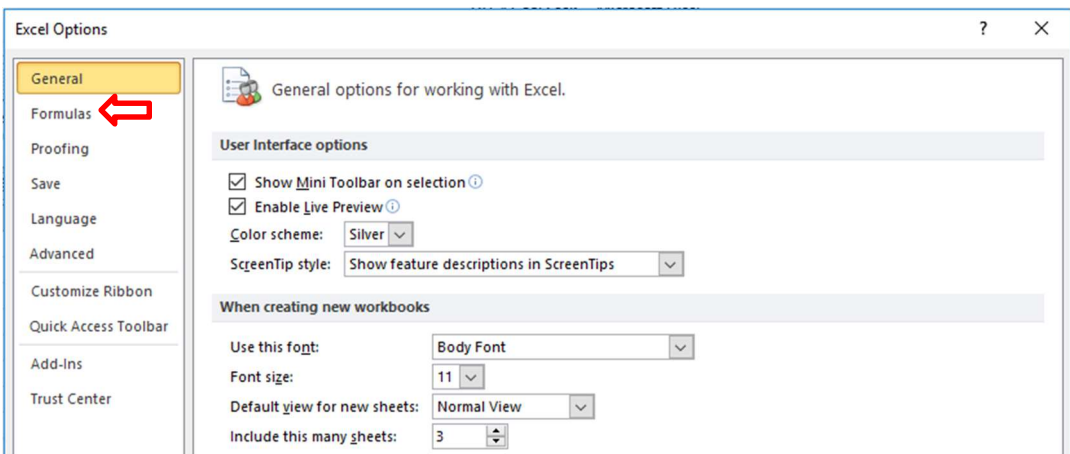 Excel Options ? ×
General
Formulas
Proofing
Save
Language
Advanced
Customize Ribbon
Quick Access Toolbar
Add-Ins
Trust Center
General options for working with Excel.
User Interface options
Show Mini Toolbar on selection
Enable Live Preview
Color scheme: Silver
ScreenTip style: Show feature descriptions in ScreenTips
When creating new workbooks
Use this font: Body Font
Font size: 11
Default view for new sheets: Normal View
Include this many sheets: 3